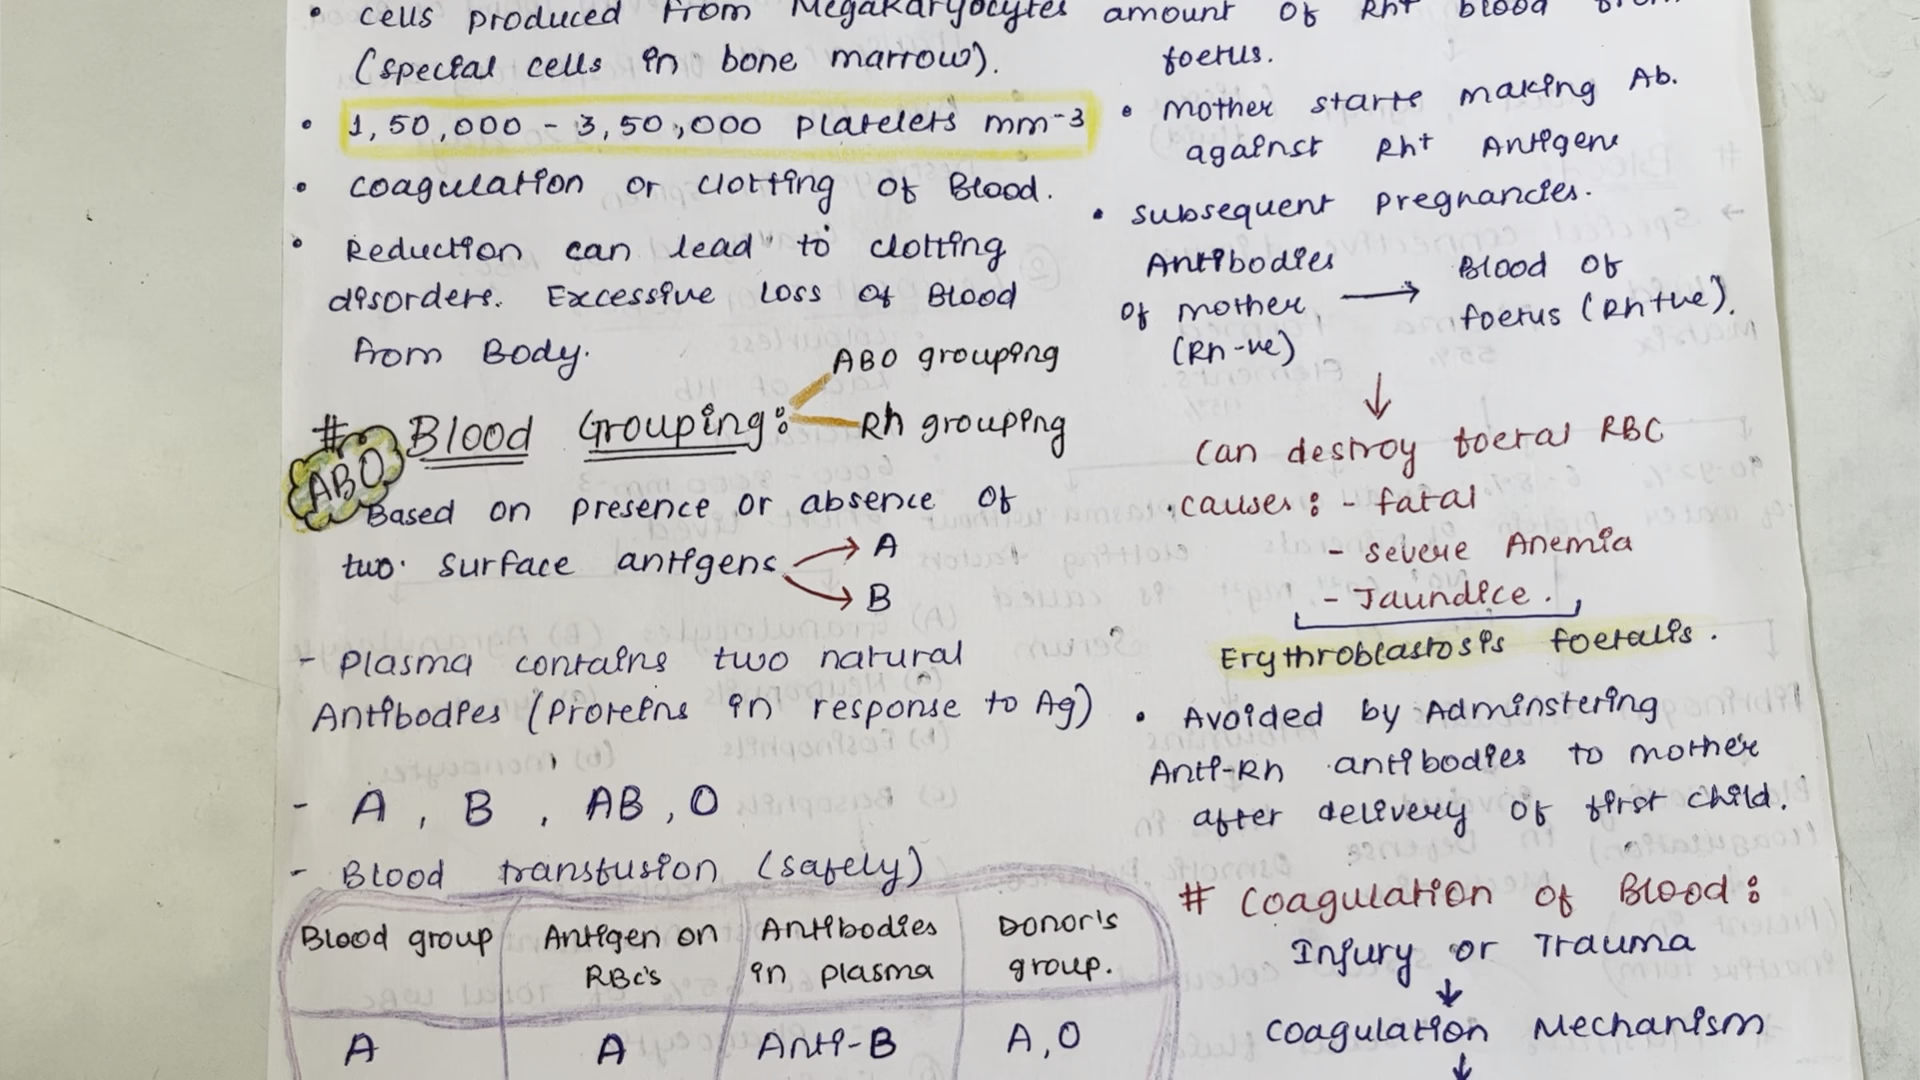 • cells produced from Megakaryocytes
(special cells in bone marrow).
• 1,50,000 - 3,50,000 platelets mm-3
• coagulation or clotting of Blood.
• Reduction can lead to clotting
disorders. Excessive Loss of Blood
from Body.
# Blood Grouping:
ABO grouping
Rh grouping
ABO
Based on presence or absence of
two surface antigens → A
→ B
- Plasma contains two natural
Antibodies (Proteins in response to Ag)
- A, B, AB, O
- Blood transfusion (safely)
Blood group | Antigen on RBC's | Antibodies in plasma | Donor's group.
A | A | Anti-B | A, O
amount of Rh+ blood from
foetus.
• Mother starts making Ab.
against Rh+ Antigens
• subsequent pregnancies.
Antibodies → Blood of
of mother foetus (Rh+ve).
(Rh-ve)
↓
can destroy foetal RBC
causes: - fatal
- severe Anemia
- Jaundice.
Erythroblastosis foetalis.
• Avoided by Adminstering
Anti-Rh antibodies to mother
after delivery of first child.
# Coagulation of Blood:
Injury or Trauma
↓
Coagulation Mechanism
↓